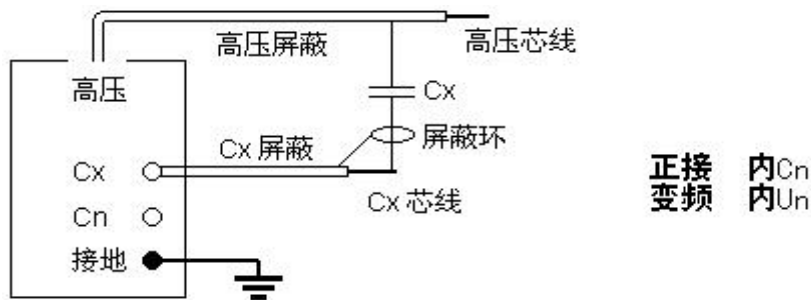 高压屏蔽
高压芯线
高压
Cx
屏蔽环
Cx 屏蔽
Cx
Cx 芯线
Cn
接地
正接 内Cn
变频 内Un